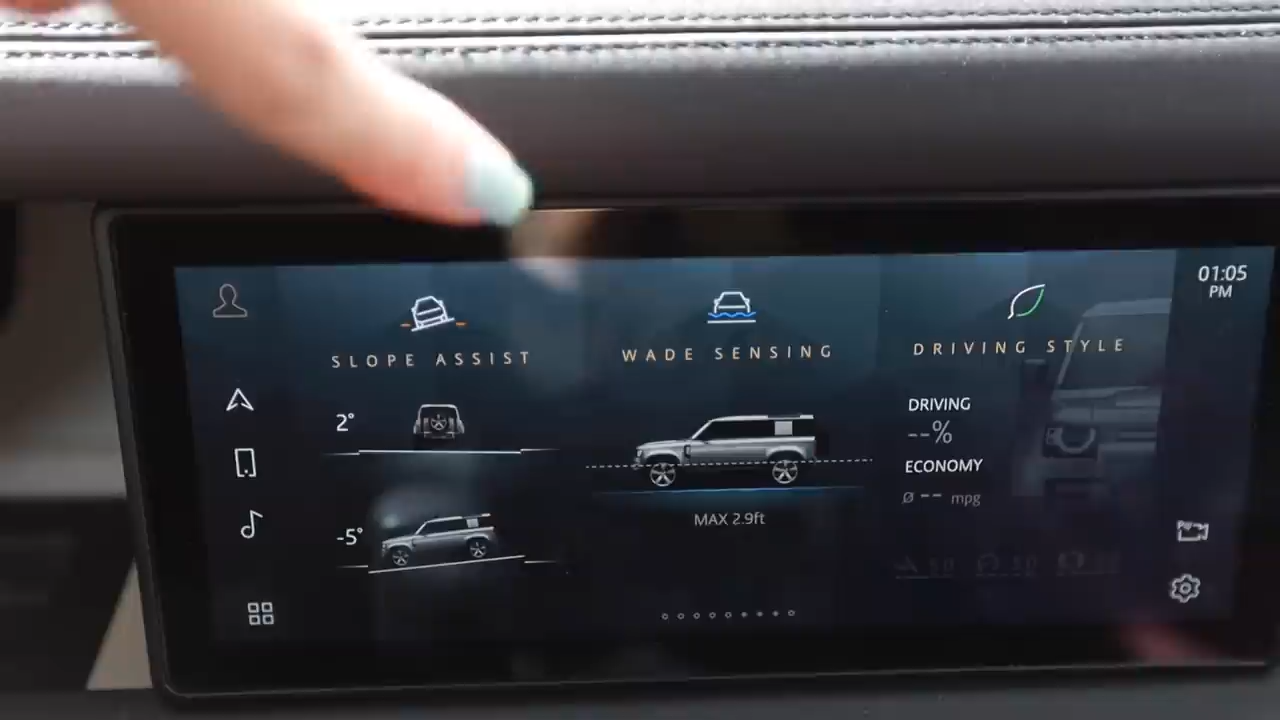 01:05
PM
SLOPE ASSIST
WADE SENSING
DRIVING STYLE
2°
-5°
MAX 2.9ft
DRIVING
--%
ECONOMY
Ø -- mpg